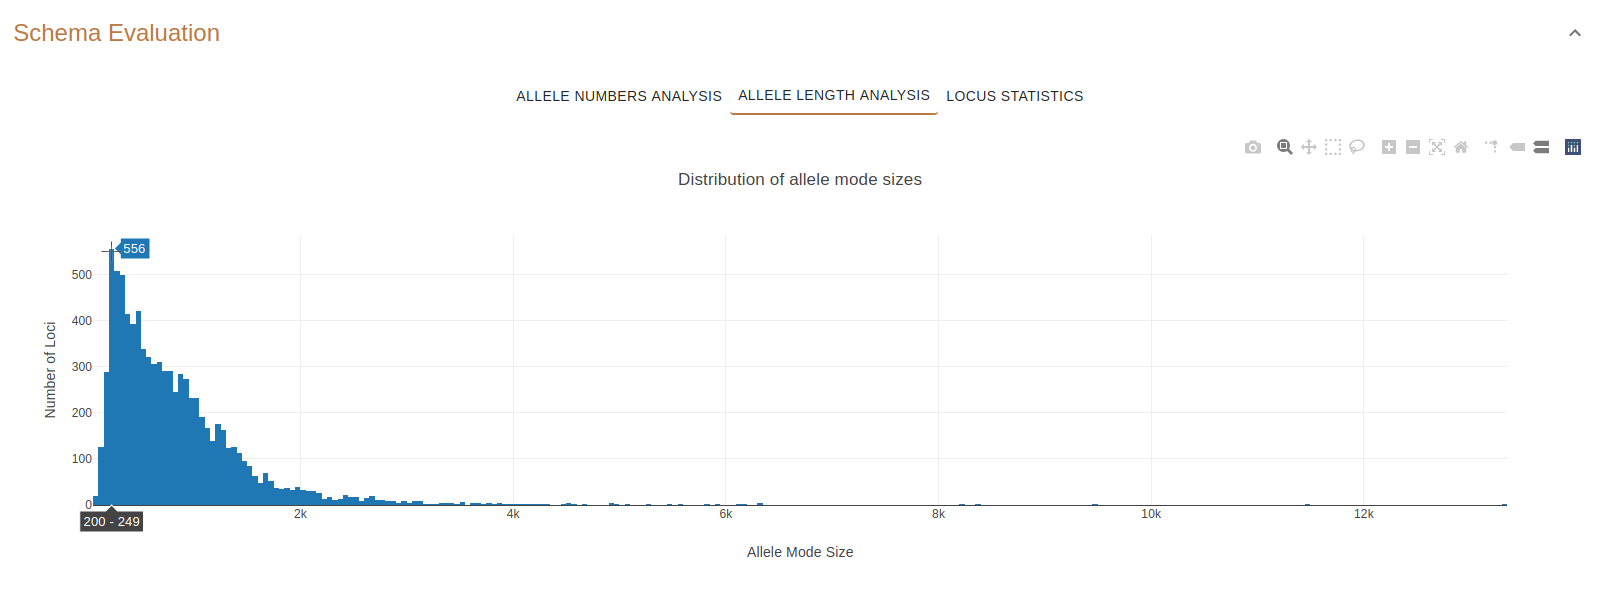 Schema Evaluation
ALLELE NUMBERS ANALYSIS ALLELE LENGTH ANALYSIS LOCUS STATISTICS
Distribution of allele mode sizes
556
500
400
300
200
100
0
Number of Loci
2k 4k 6k 8k 10k 12k
200 - 249
Allele Mode Size